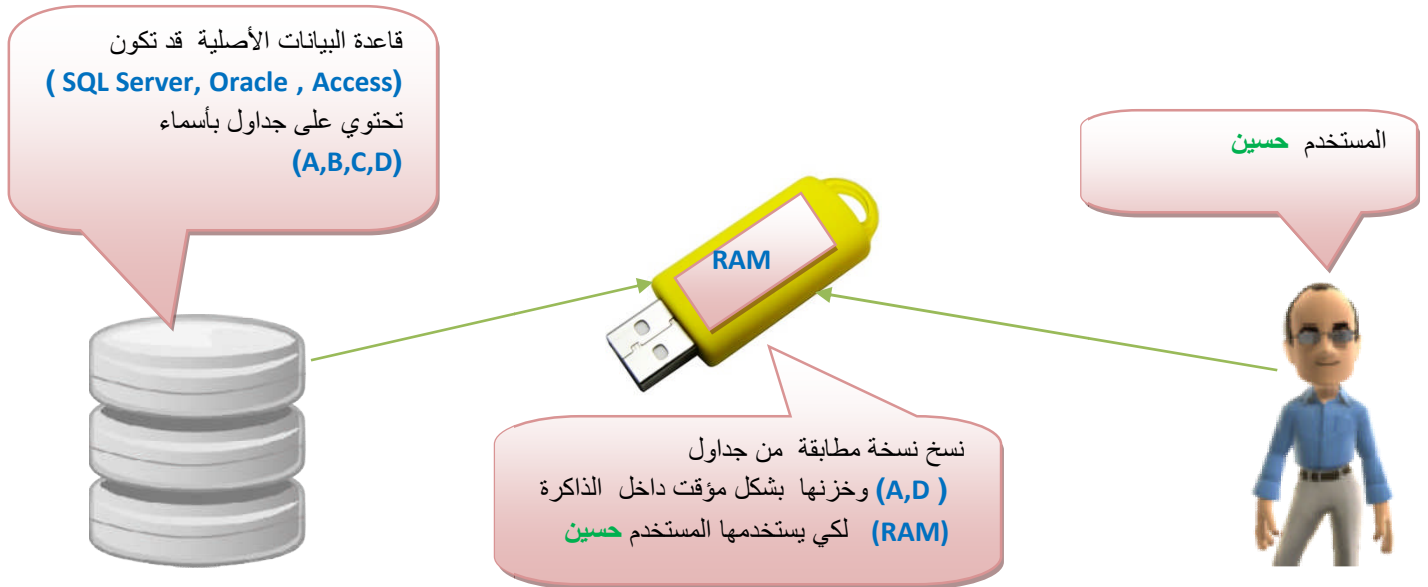 قاعدة البيانات الأصلية قد تكون
( SQL Server, Oracle , Access)
تحتوي على جداول بأسماء
(A,B,C,D)
المستخدم حسين
RAM
نسخ نسخة مطابقة من جداول
( A,D) وخزنها بشكل مؤقت داخل الذاكرة
(RAM) لكي يستخدمها المستخدم حسين